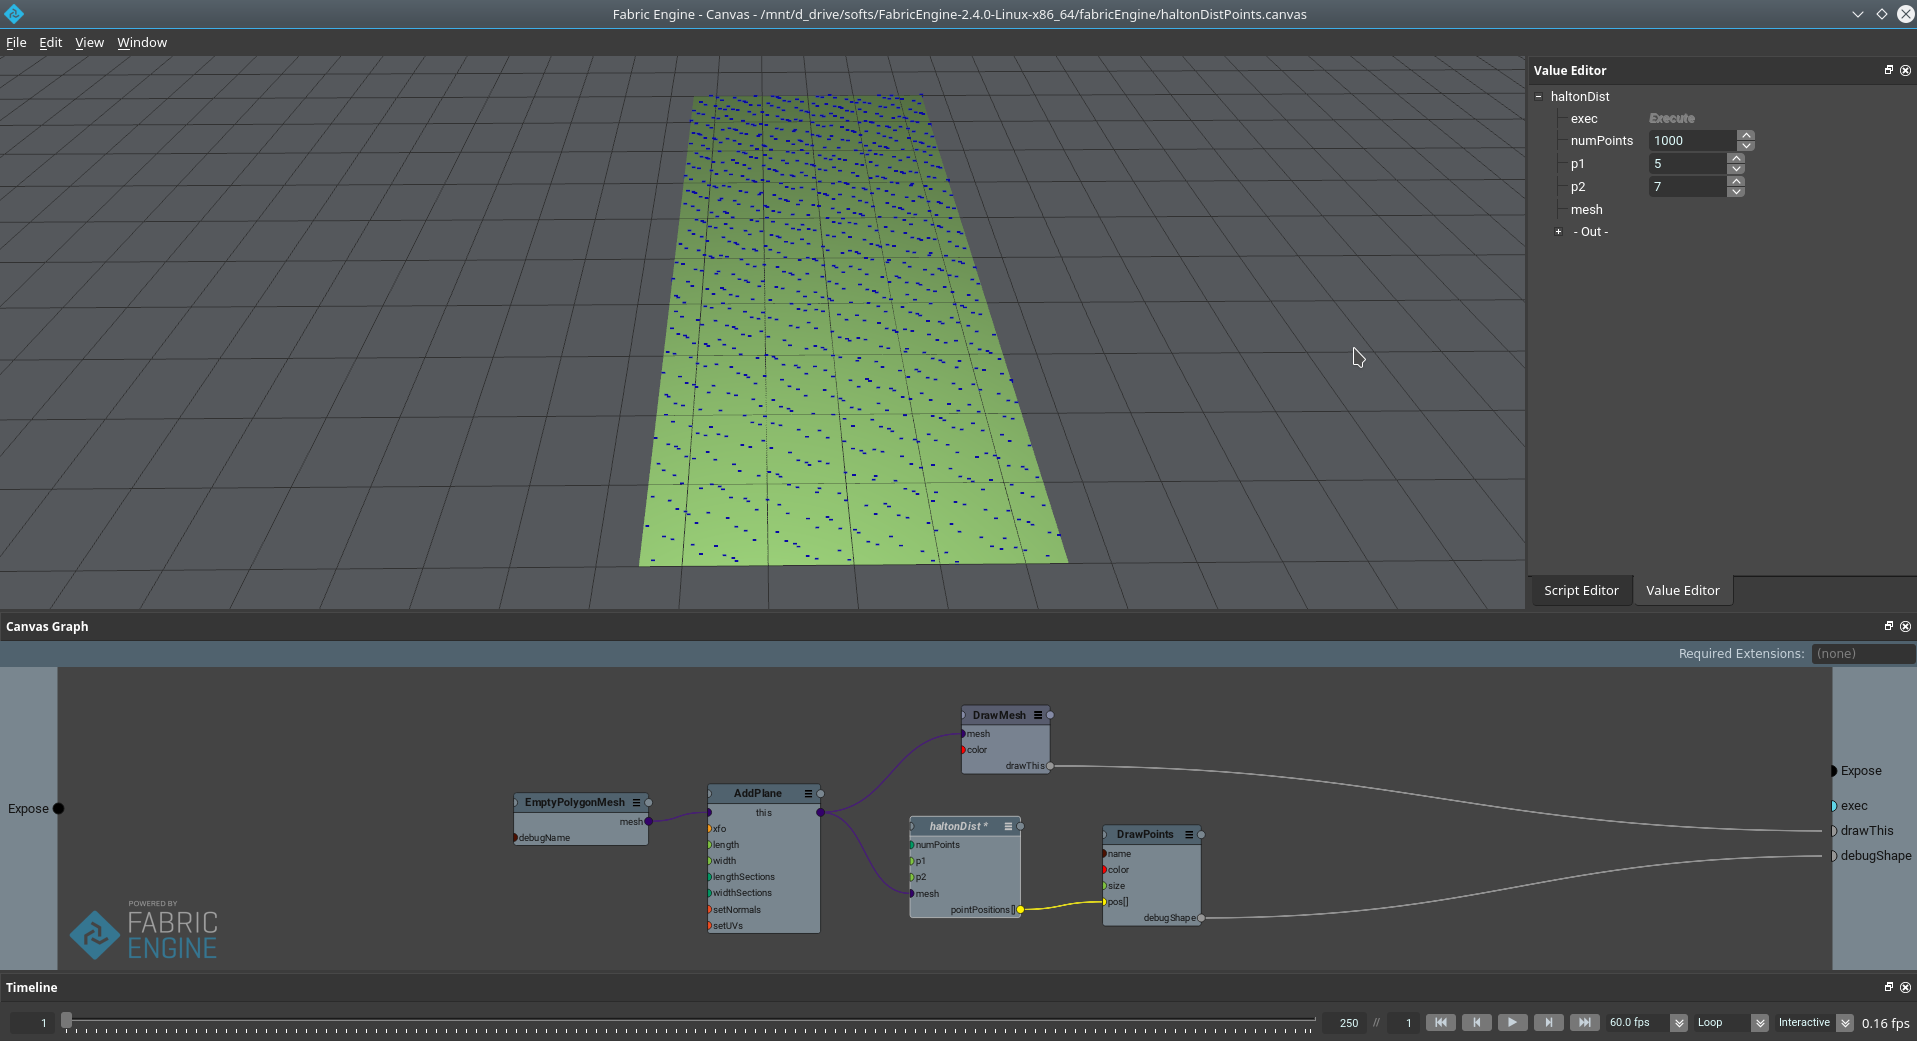 Fabric Engine - Canvas - /mnt/d_drive/softs/FabricEngine-2.4.0-Linux-x86_64/fabricEngine/haltonDistPoints.canvas
File Edit View Window
Value Editor
haltonDist
exec Execute
numPoints 1000
p1 5
p2 7
mesh
- Out -
Script Editor Value Editor
Canvas Graph
Required Extensions: (none)
Expose
EmptyPolygonMesh
mesh
debugName
AddPlane
this
xfo
length
width
lengthSections
widthSections
setNormals
setUVs
DrawMesh
mesh
color
drawThis
haltonDist *
numPoints
p1
p2
mesh
pointPositions[]
DrawPoints
name
color
size
pos[]
debugShape
Expose
exec
drawThis
debugShape
POWERED BY
FABRIC
ENGINE
Timeline
1 250 // 1 60.0 fps Loop Interactive 0.16 fps